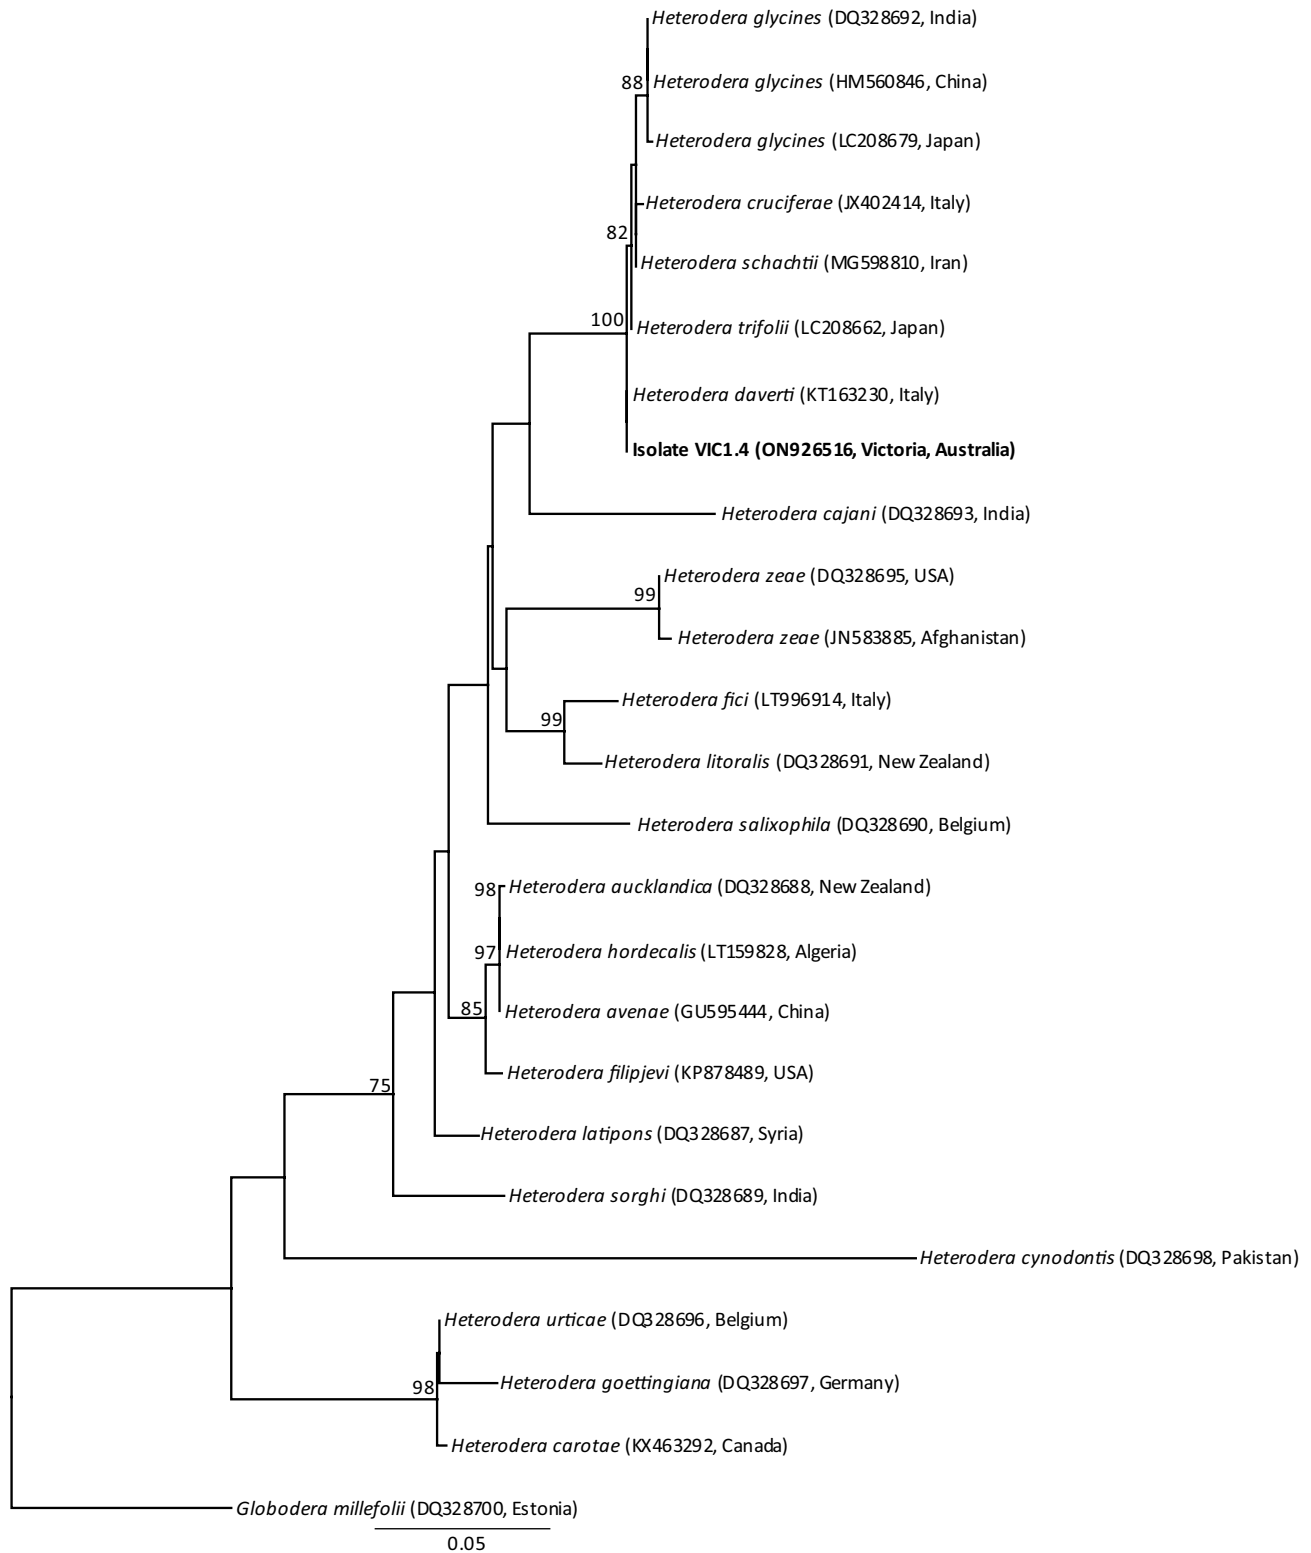 Heterodera glycines (DQ328692, India)
88
Heterodera glycines (HM560846, China)
Heterodera glycines (LC208679, Japan)
Heterodera cruciferae (JX402414, Italy)
82
Heterodera schachtii (MG598810, Iran)
100
Heterodera trifolii (LC208662, Japan)
Heterodera daverti (KT163230, Italy)
Isolate VIC1.4 (ON926516, Victoria, Australia)
Heterodera cajani (DQ328693, India)
Heterodera zeae (DQ328695, USA)
99
Heterodera zeae (JN583885, Afghanistan)
Heterodera fici (LT996914, Italy)
99
Heterodera litoralis (DQ328691, New Zealand)
Heterodera salixophila (DQ328690, Belgium)
98
Heterodera aucklandica (DQ328688, New Zealand)
97
Heterodera hordecalis (LT159828, Algeria)
85
Heterodera avenae (GU595444, China)
Heterodera filipjevi (KP878489, USA)
75
Heterodera latipons (DQ328687, Syria)
Heterodera sorghi (DQ328689, India)
Heterodera cynodontis (DQ328698, Pakistan)
Heterodera urticae (DQ328696, Belgium)
98
Heterodera goettingiana (DQ328697, Germany)
Heterodera carotae (KX463292, Canada)
Globodera millefolii (DQ328700, Estonia)
0.05